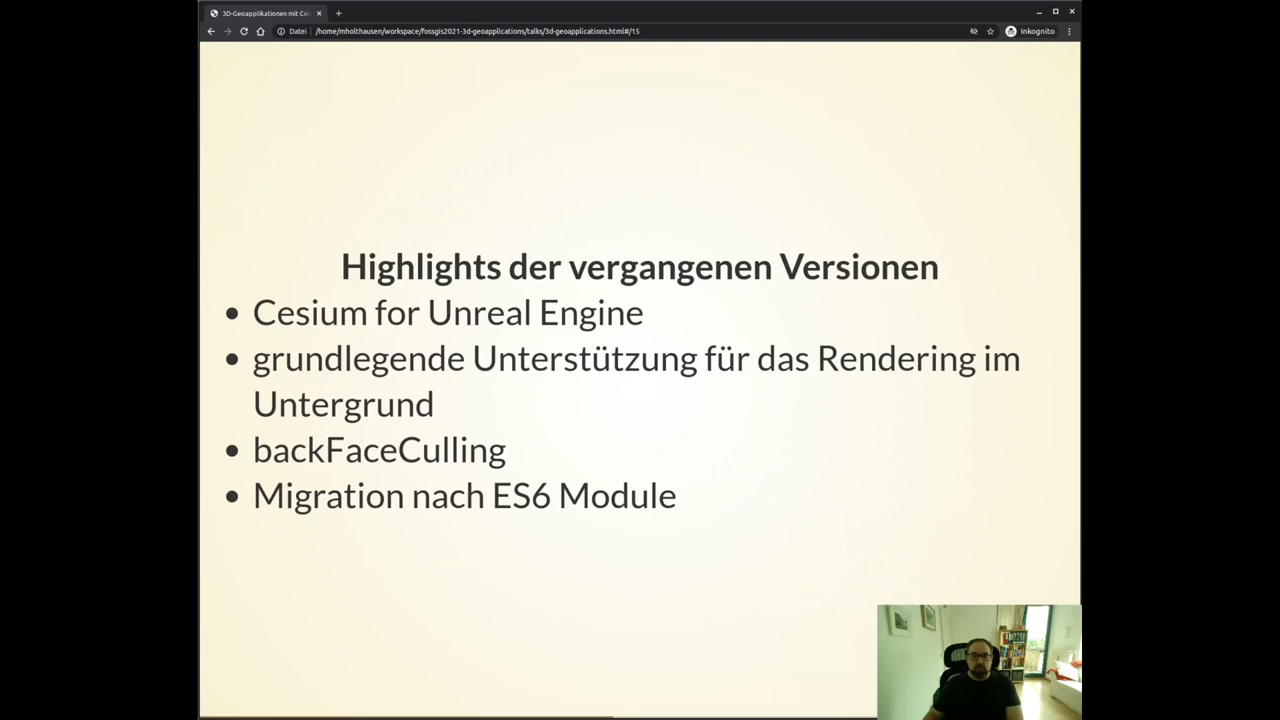 3D-Geoapplikationen mit Ces
Datei
/home/mholthausen/workspace/fossgis2021-3d-geoapplications/talks/3d-geoapplications.html#/15
Inkognito
Highlights der vergangenen Versionen
• Cesium for Unreal Engine
• grundlegende Unterstützung für das Rendering im
Untergrund
• backFaceCulling
• Migration nach ES6 Module